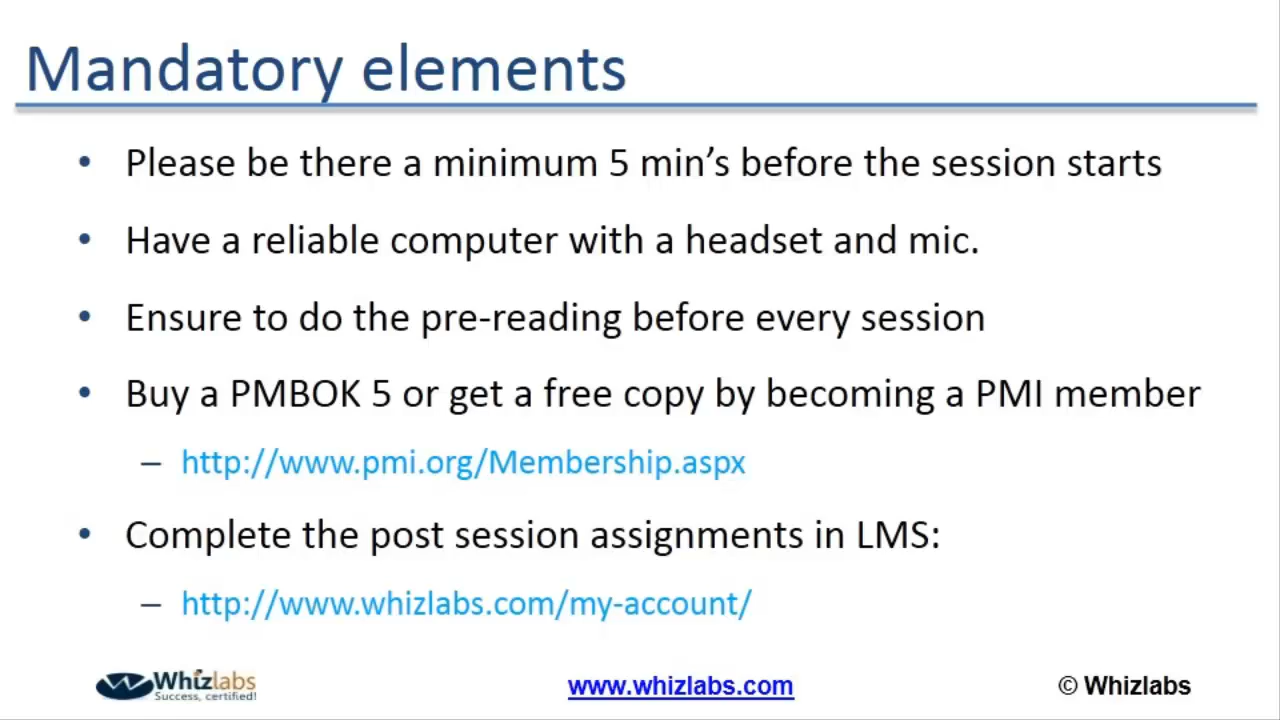 Mandatory elements
• Please be there a minimum 5 min’s before the session starts
• Have a reliable computer with a headset and mic.
• Ensure to do the pre-reading before every session
• Buy a PMBOK 5 or get a free copy by becoming a PMI member
– http://www.pmi.org/Membership.aspx
• Complete the post session assignments in LMS:
– http://www.whizlabs.com/my-account/
Whizlabs
Success, certified!
www.whizlabs.com
© Whizlabs